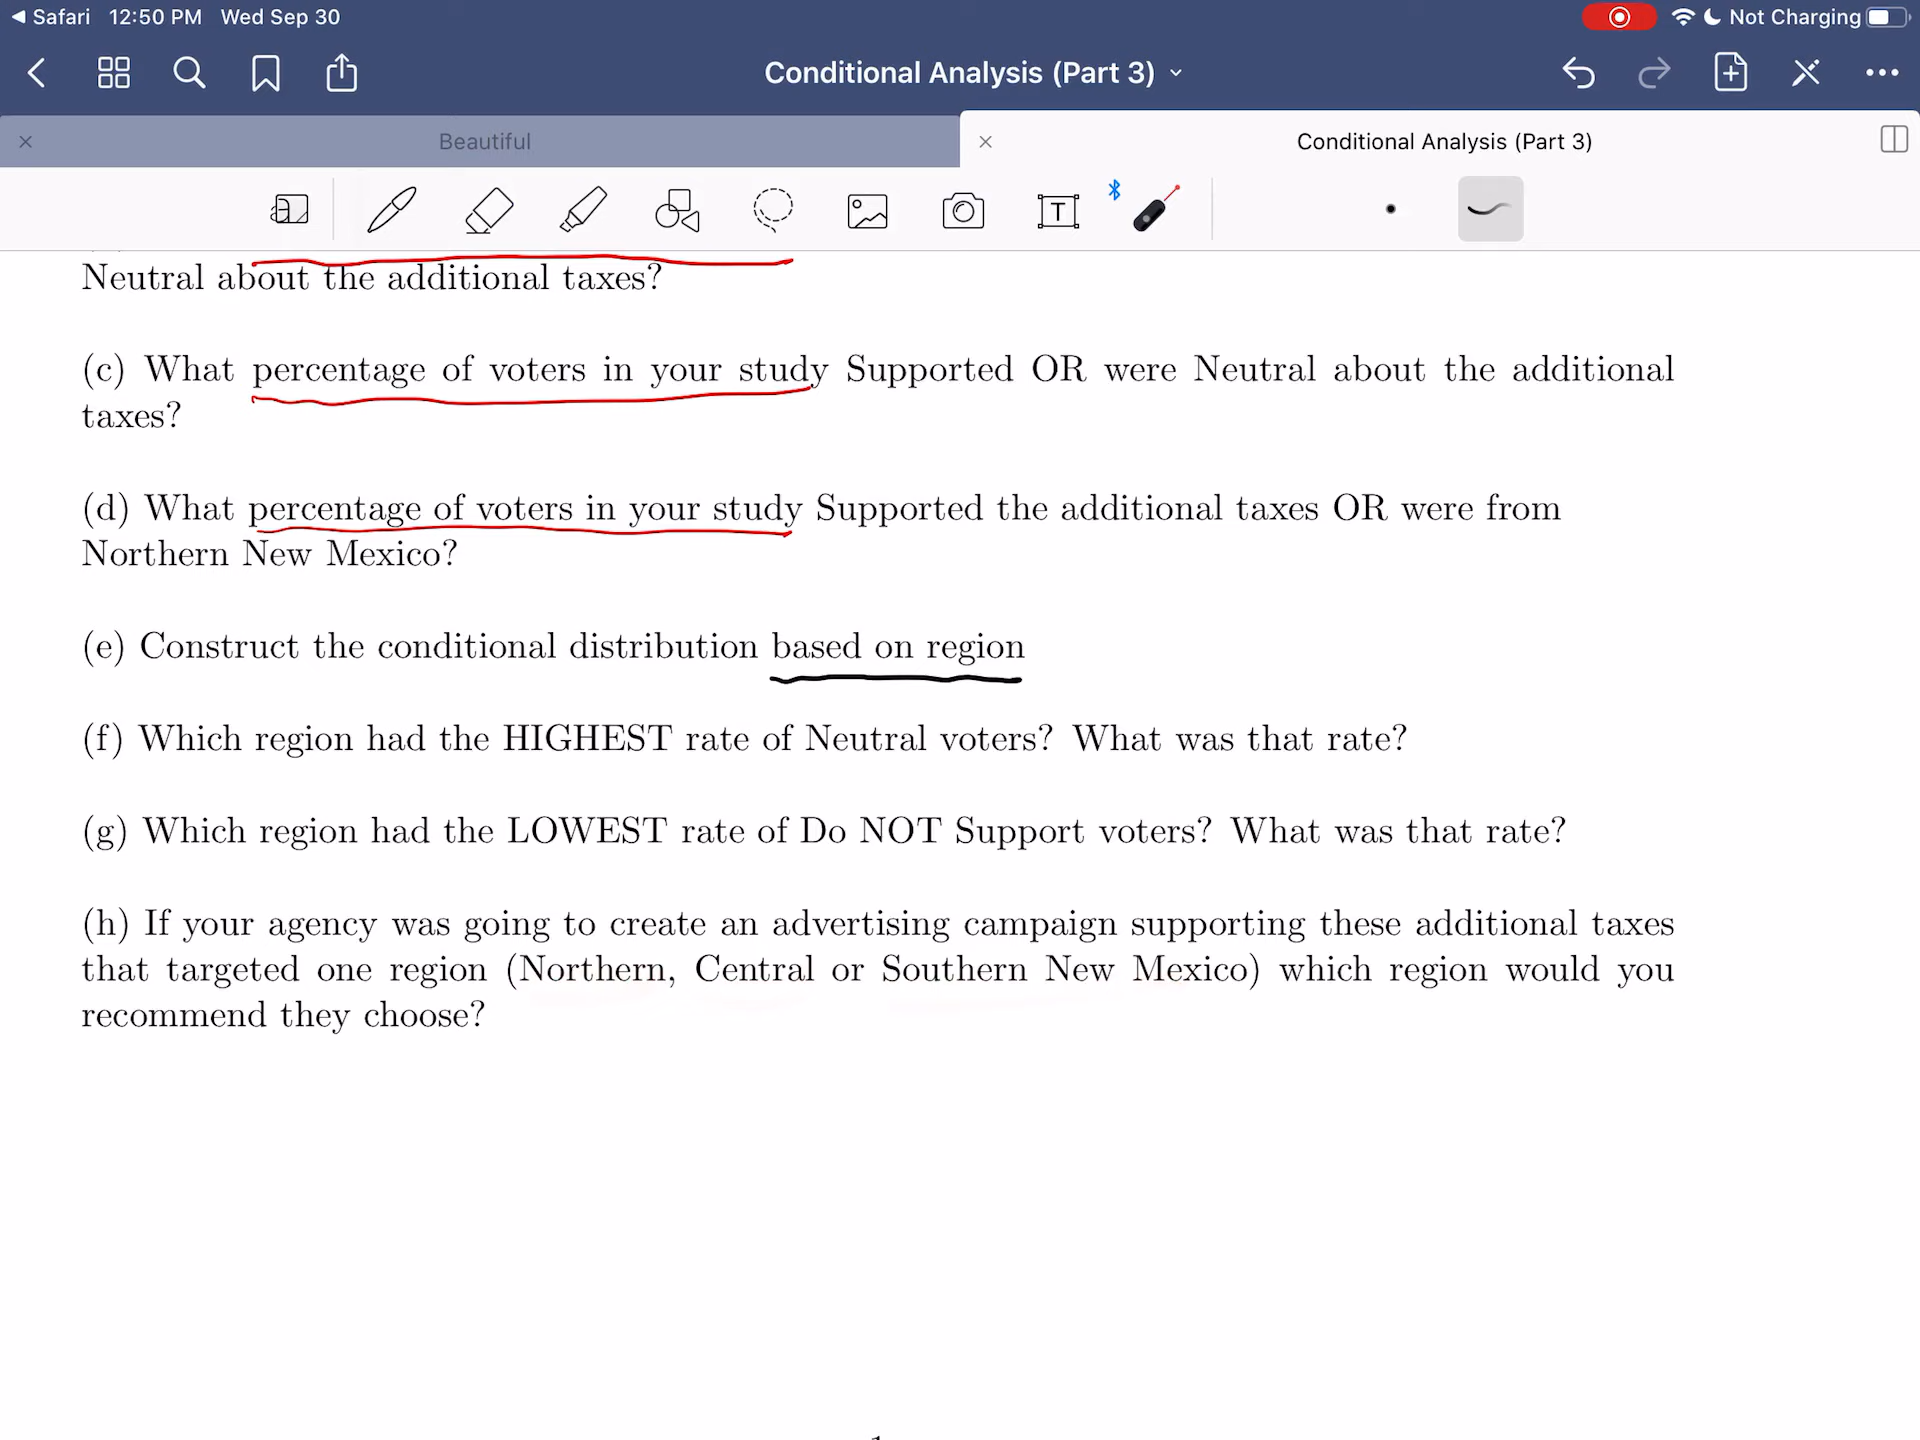 Safari 12:50 PM Wed Sep 30 Not Charging
Conditional Analysis (Part 3)
Beautiful Conditional Analysis (Part 3)
a T
Neutral about the additional taxes?
(c) What percentage of voters in your study Supported OR were Neutral about the additional
taxes?
(d) What percentage of voters in your study Supported the additional taxes OR were from
Northern New Mexico?
(e) Construct the conditional distribution based on region
(f) Which region had the HIGHEST rate of Neutral voters? What was that rate?
(g) Which region had the LOWEST rate of Do NOT Support voters? What was that rate?
(h) If your agency was going to create an advertising campaign supporting these additional taxes
that targeted one region (Northern, Central or Southern New Mexico) which region would you
recommend they choose?